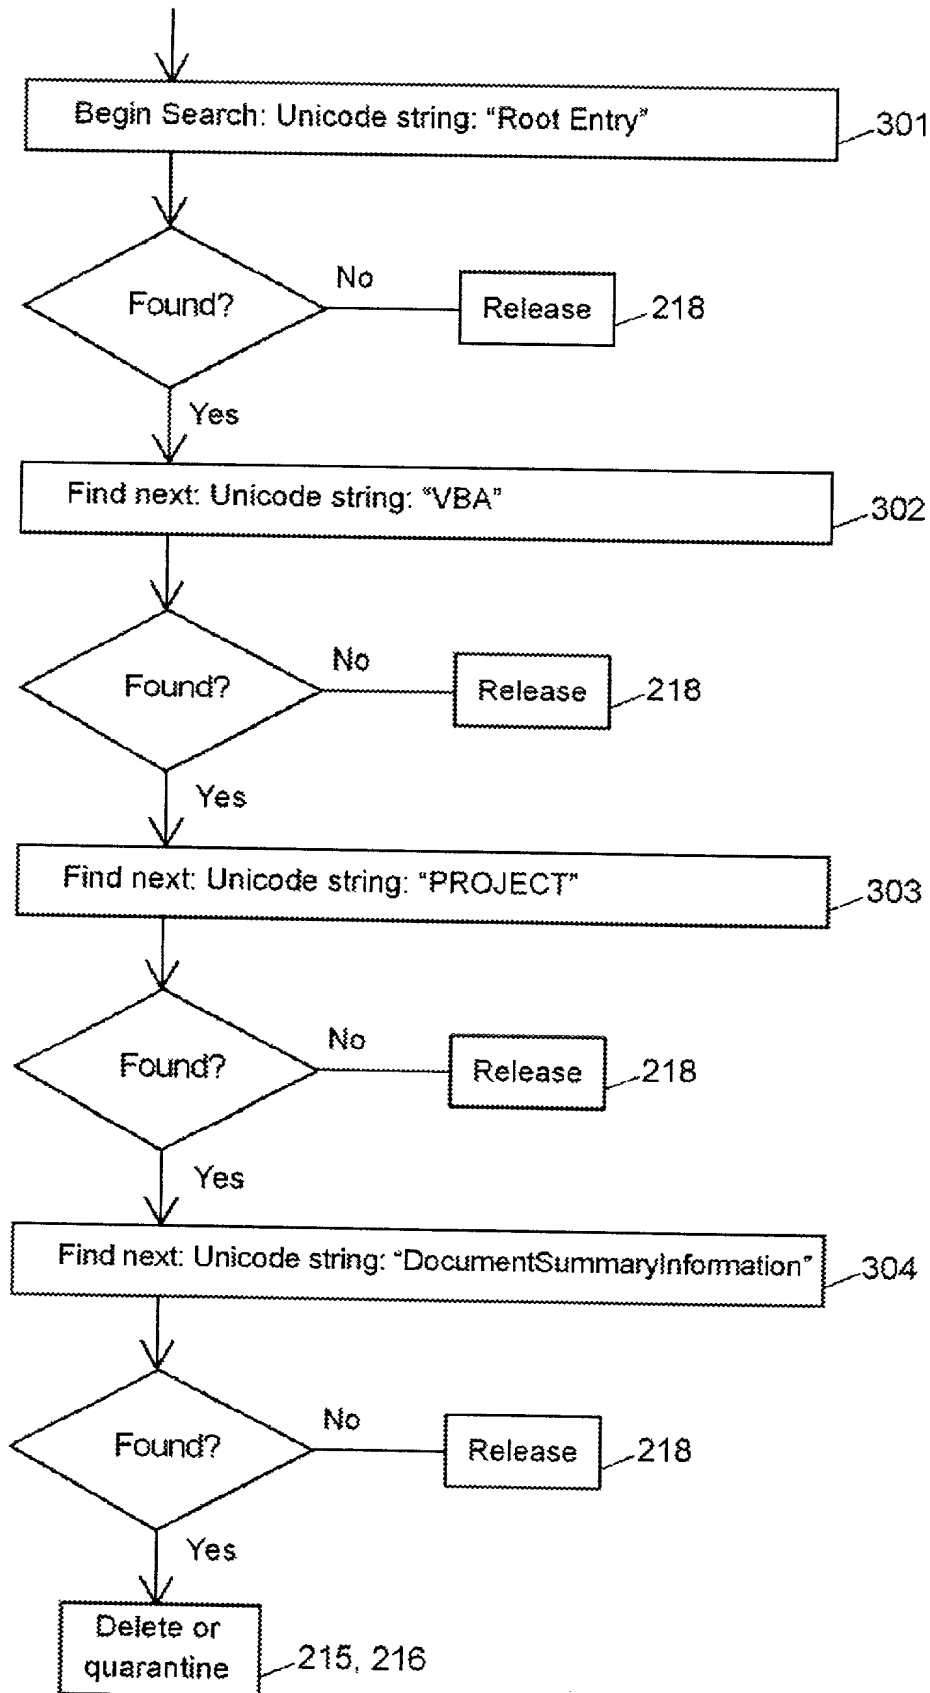 Begin Search: Unicode string: “Root Entry”
301
Found?
No
Release
218
Yes
Find next: Unicode string: “VBA”
302
Found?
No
Release
218
Yes
Find next: Unicode string: “PROJECT”
303
Found?
No
Release
218
Yes
Find next: Unicode string: “DocumentSummaryInformation”
304
Found?
No
Release
218
Yes
Delete or
quarantine
215, 216